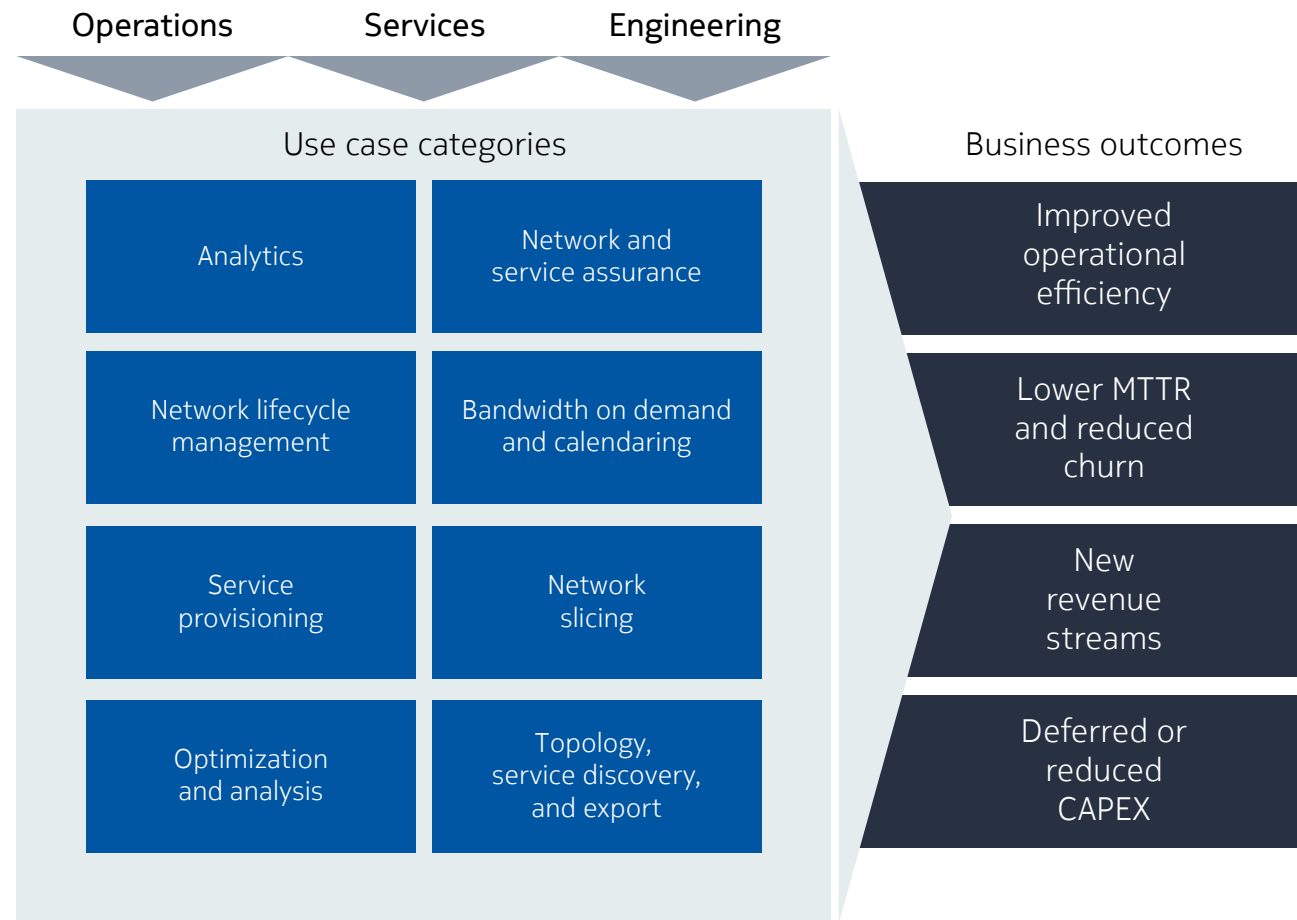 Operations
Services
Engineering
Use case categories
Business outcomes
Analytics
Network and
service assurance
Improved
operational
efficiency
Network lifecycle
management
Bandwidth on demand
and calendaring
Lower MTTR
and reduced
churn
Service
provisioning
Network
slicing
New
revenue
streams
Optimization
and analysis
Topology,
service discovery,
and export
Deferred or
reduced
CAPEX